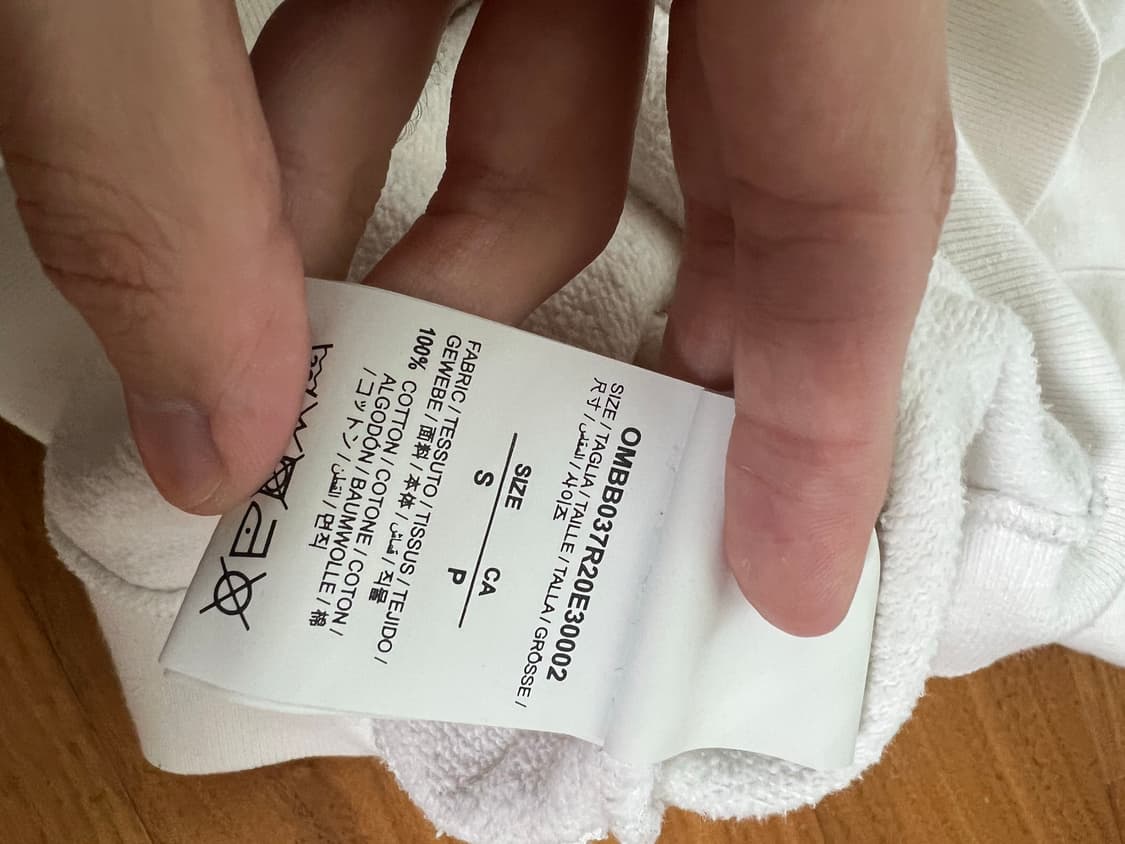 OMBB037R20E30002
SIZE / TAGLIA / TAILLE / TALLA / GRÖSSE /
尺寸 / المقاس / 사이즈
SIZE CA
S P
FABRIC / TESSUTO / TISSUS / TEJIDO /
GEWEBE / 面料 / 本体 / قماش / 직물
100% COTTON / COTONE / COTON /
ALGODÓN / BAUMWOLLE / 棉
/ コットン / القطن / 면직